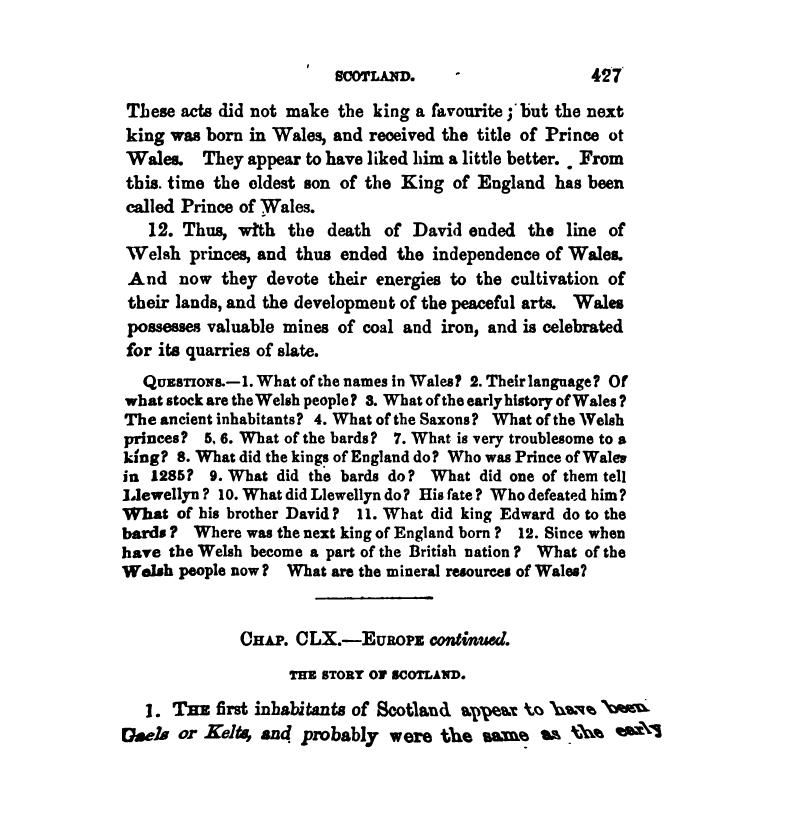 SCOTLAND. 427
These acts did not make the king a favourite; but the next
king was born in Wales, and received the title of Prince of
Wales. They appear to have liked him a little better. From
this time the oldest son of the King of England has been
called Prince of Wales.
12. Thus, with the death of David ended the line of
Welsh princes, and thus ended the independence of Wales.
And now they devote their energies to the cultivation of
their lands, and the development of the peaceful arts. Wales
possesses valuable mines of coal and iron, and is celebrated
for its quarries of slate.
QUESTIONS.—1. What of the names in Wales? 2. Their language? Of
what stock are the Welsh people? 3. What of the early history of Wales?
The ancient inhabitants? 4. What of the Saxons? What of the Welsh
princes? 5, 6. What of the bards? 7. What is very troublesome to a
king? 8. What did the kings of England do? Who was Prince of Wales
in 1285? 9. What did the bards do? What did one of them tell
Llewellyn? 10. What did Llewellyn do? His fate? Who defeated him?
What of his brother David? 11. What did king Edward do to the
bards? Where was the next king of England born? 12. Since when
have the Welsh become a part of the British nation? What of the
Welsh people now? What are the mineral resources of Wales?
CHAP. CLX.—EUROPE continued.
THE STORY OF SCOTLAND.
1. THE first inhabitants of Scotland appear to have been
Gaels or Kelts, and probably were the same as the early